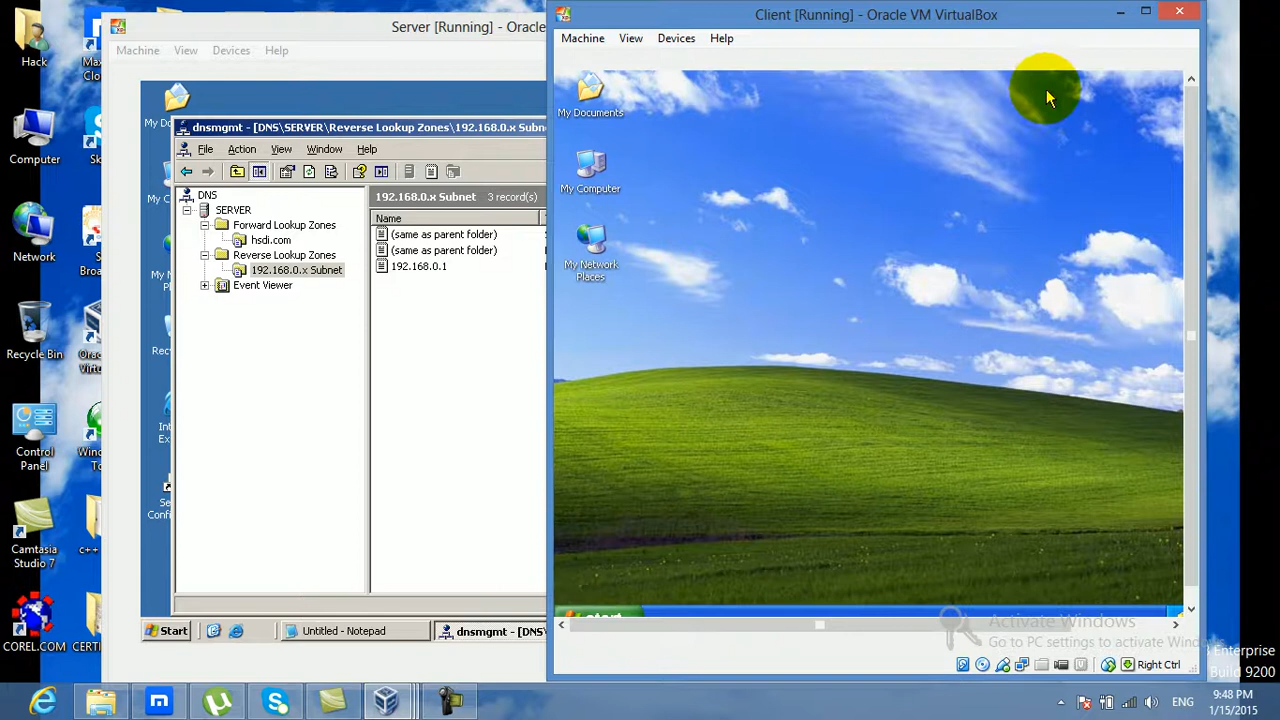 Hack
Computer
Network
Recycle Bin
Control
Panel
Camtasia
Studio 7
COREL.COM
Server [Running] - Oracle
Machine View Devices Help
dnsmgmt - [DNS\SERVER\Reverse Lookup Zones\192.168.0.x Subne
File Action View Window Help
DNS
SERVER
Forward Lookup Zones
hsdi.com
Reverse Lookup Zones
192.168.0.x Subnet
Event Viewer
192.168.0.x Subnet 3 record(s)
Name
(same as parent folder)
(same as parent folder)
192.168.0.1
Start
Untitled - Notepad
dnsmgmt - [DN
Client [Running] - Oracle VM VirtualBox
Machine View Devices Help
My Documents
My Computer
My Network
Places
start
Activate Windows
Go to PC settings to activate Windows
Right Ctrl
Enterprise
Build 9200
ENG
9:48 PM
1/15/2015